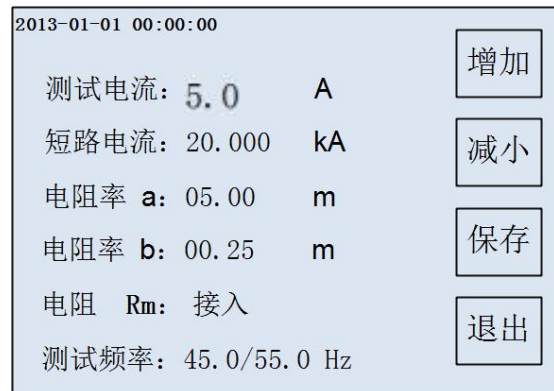 2013-01-01 00:00:00
测试电流：5.0 A
短路电流：20.000 kA
电阻率 a：05.00 m
电阻率 b：00.25 m
电阻 Rm：接入
测试频率：45.0/55.0 Hz
增加
减小
保存
退出